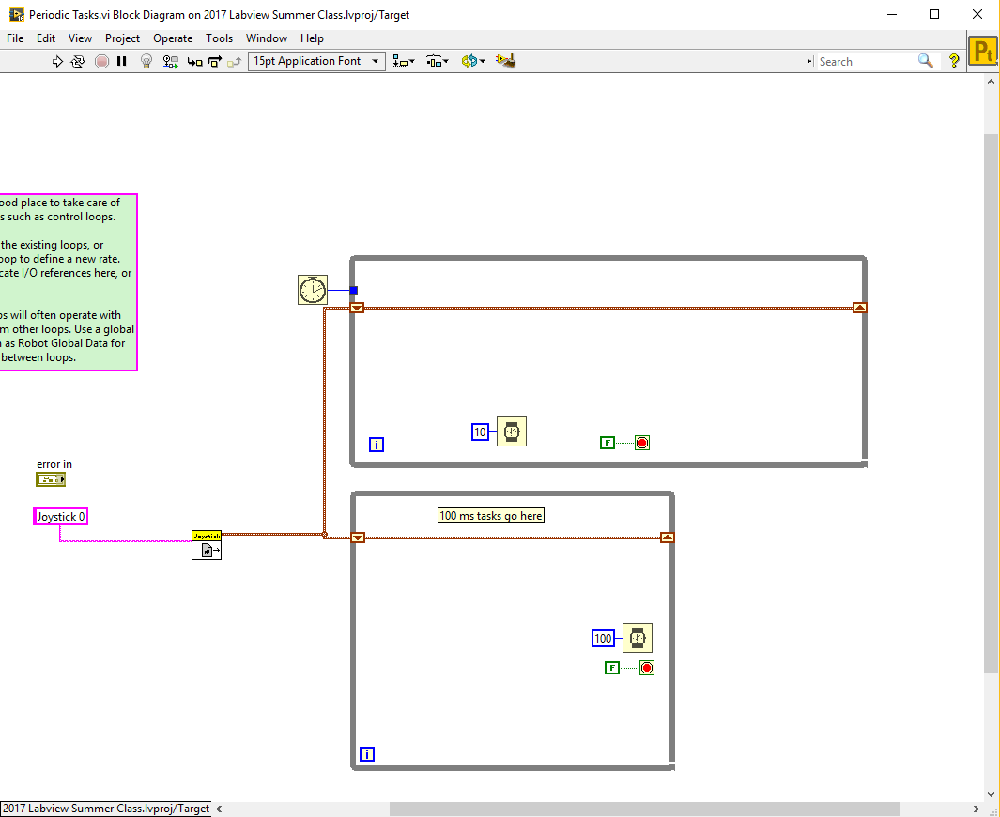 Periodic Tasks.vi Block Diagram on 2017 Labview Summer Class.lvproj/Target
File Edit View Project Operate Tools Window Help
15pt Application Font
Search
?
Pt
ood place to take care of
s such as control loops.
the existing loops, or
oop to define a new rate.
cate I/O references here, or
os will often operate with
m other loops. Use a global
as Robot Global Data for
between loops.
i
10
F
error in
Joystick 0
Joystick
#
100 ms tasks go here
100
F
i
2017 Labview Summer Class.lvproj/Target